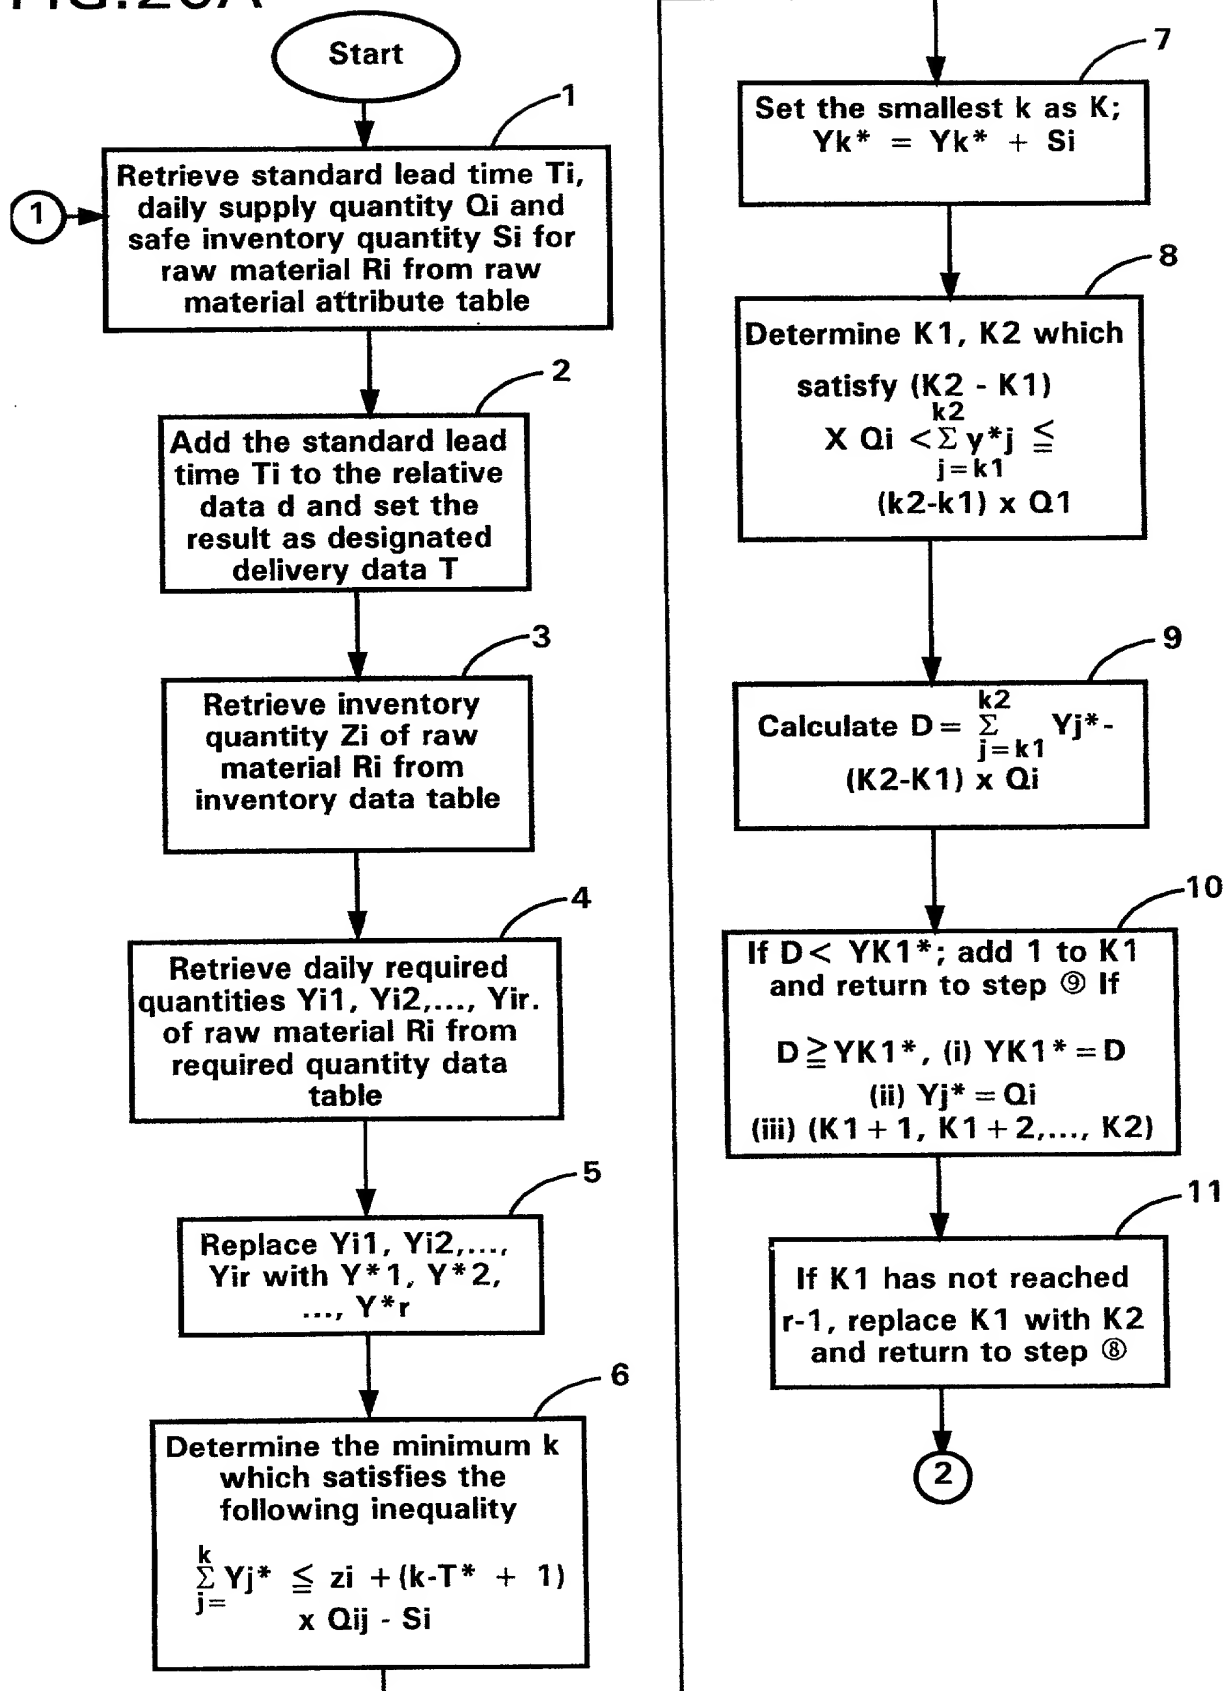 FIG.20A
Start
1
1
Retrieve standard lead time Ti,
daily supply quantity Qi and
safe inventory quantity Si for
raw material Ri from raw
material attribute table
2
Add the standard lead
time Ti to the relative
data d and set the
result as designated
delivery data T
3
Retrieve inventory
quantity Zi of raw
material Ri from
inventory data table
4
Retrieve daily required
quantities Yi1, Yi2,..., Yir.
of raw material Ri from
required quantity data
table
5
Replace Yi1, Yi2,...,
Yir with Y*1, Y*2,
..., Y*r
6
Determine the minimum k
which satisfies the
following inequality
k
Σ Yj* ≦ zi + (k-T* + 1)
j=
x Qij - Si
7
Set the smallest k as K;
Yk* = Yk* + Si
8
Determine K1, K2 which
satisfy (K2 - K1)
k2
X Qi < Σ y*j ≦
j=k1
(k2-k1) x Q1
9
k2
Calculate D = Σ Yj* -
j=k1
(K2-K1) x Qi
10
If D < YK1*; add 1 to K1
and return to step ⑨ If
D ≧ YK1*, (i) YK1* = D
(ii) Yj* = Qi
(iii) (K1 + 1, K1 + 2,..., K2)
11
If K1 has not reached
r-1, replace K1 with K2
and return to step ⑧
2